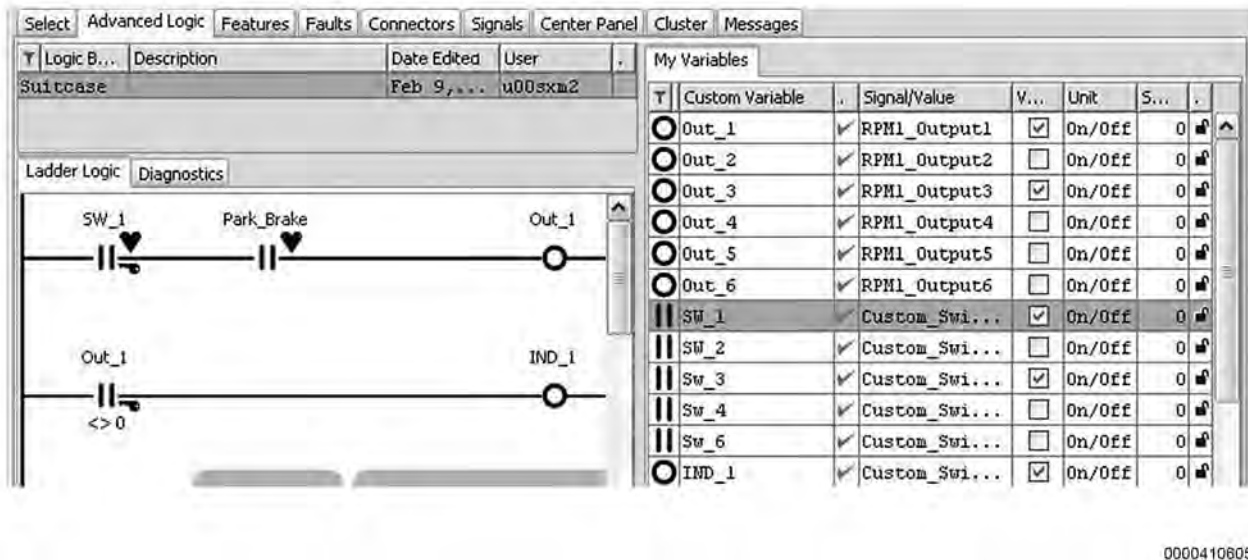 Select Advanced Logic Features Faults Connectors Signals Center Panel Cluster Messages
Logic B... Description Date Edited User .
Suitcase Feb 9,... u00sxm2
Ladder Logic Diagnostics
SW_1 Park_Brake Out_1
Out_1 IND_1
<> 0
My Variables
Custom Variable . Signal/Value V... Unit S... .
Out_1 RPM1_Output1 On/Off 0
Out_2 RPM1_Output2 On/Off 0
Out_3 RPM1_Output3 On/Off 0
Out_4 RPM1_Output4 On/Off 0
Out_5 RPM1_Output5 On/Off 0
Out_6 RPM1_Output6 On/Off 0
SW_1 Custom_Swi... On/Off 0
SW_2 Custom_Swi... On/Off 0
Sw_3 Custom_Swi... On/Off 0
Sw_4 Custom_Swi... On/Off 0
Sw_6 Custom_Swi... On/Off 0
IND_1 Custom_Swi... On/Off 0
0000410605